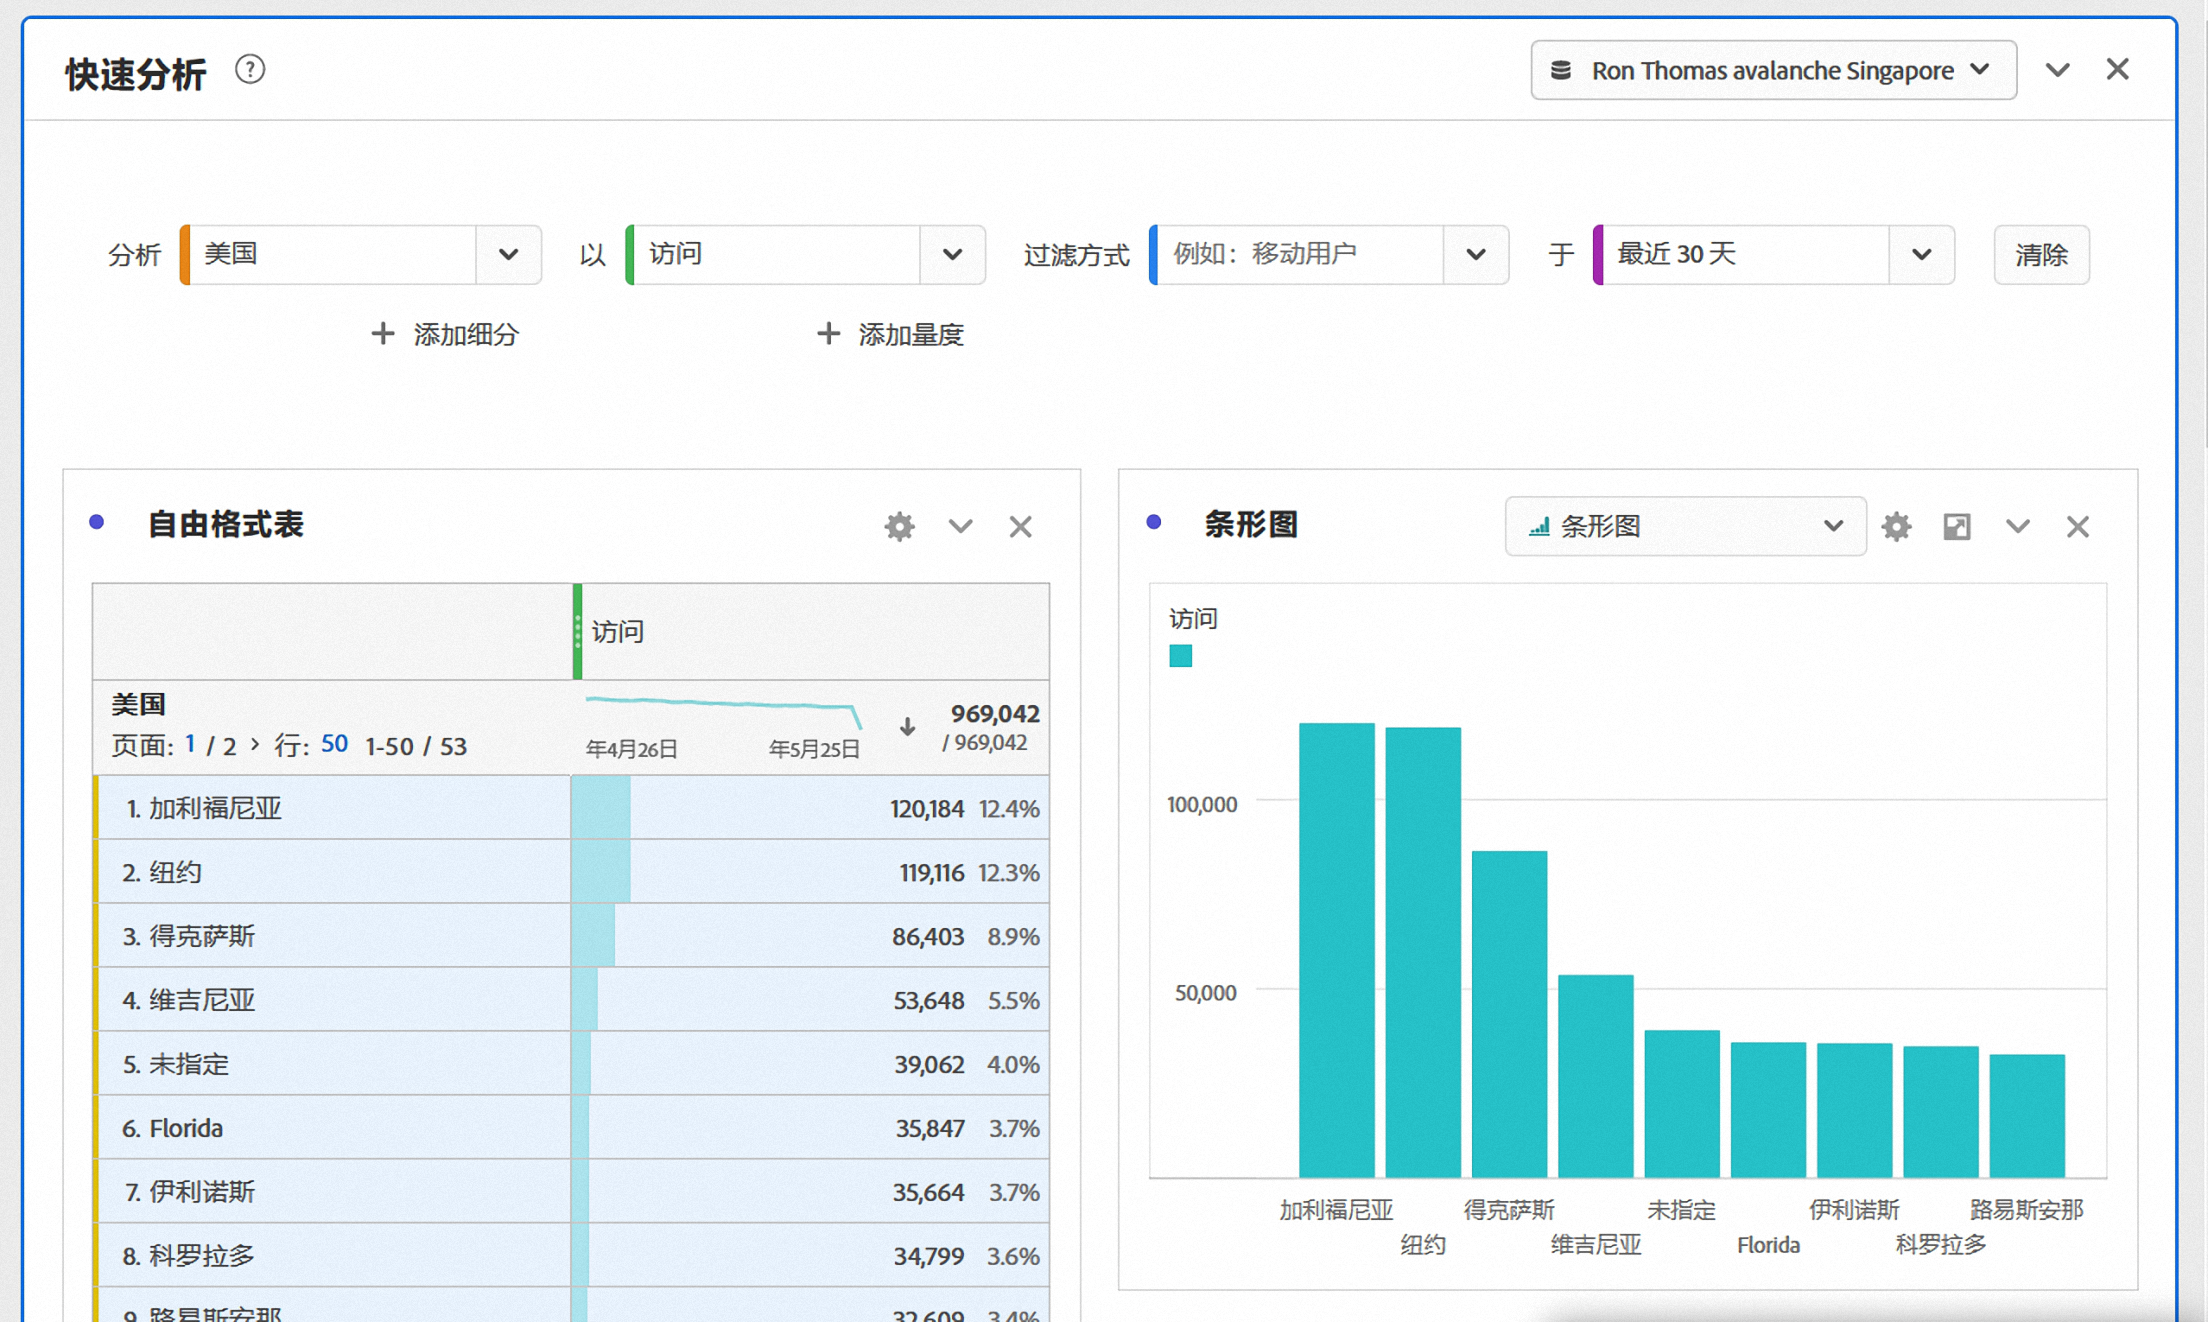 快速分析 ?
Ron Thomas avalanche Singapore
分析 美国 以 访问 过滤方式 例如：移动用户 于 最近 30 天 清除
+ 添加细分 + 添加量度
自由格式表
访问
美国
页面: 1 / 2 > 行: 50 1-50 / 53
年4月26日 年5月25日
969,042
/ 969,042
1. 加利福尼亚 120,184 12.4%
2. 纽约 119,116 12.3%
3. 得克萨斯 86,403 8.9%
4. 维吉尼亚 53,648 5.5%
5. 未指定 39,062 4.0%
6. Florida 35,847 3.7%
7. 伊利诺斯 35,664 3.7%
8. 科罗拉多 34,799 3.6%
9. 路易斯安那 32,609 3.4%
条形图 条形图
访问
100,000
50,000
加利福尼亚 得克萨斯 未指定 伊利诺斯 路易斯安那
纽约 维吉尼亚 Florida 科罗拉多